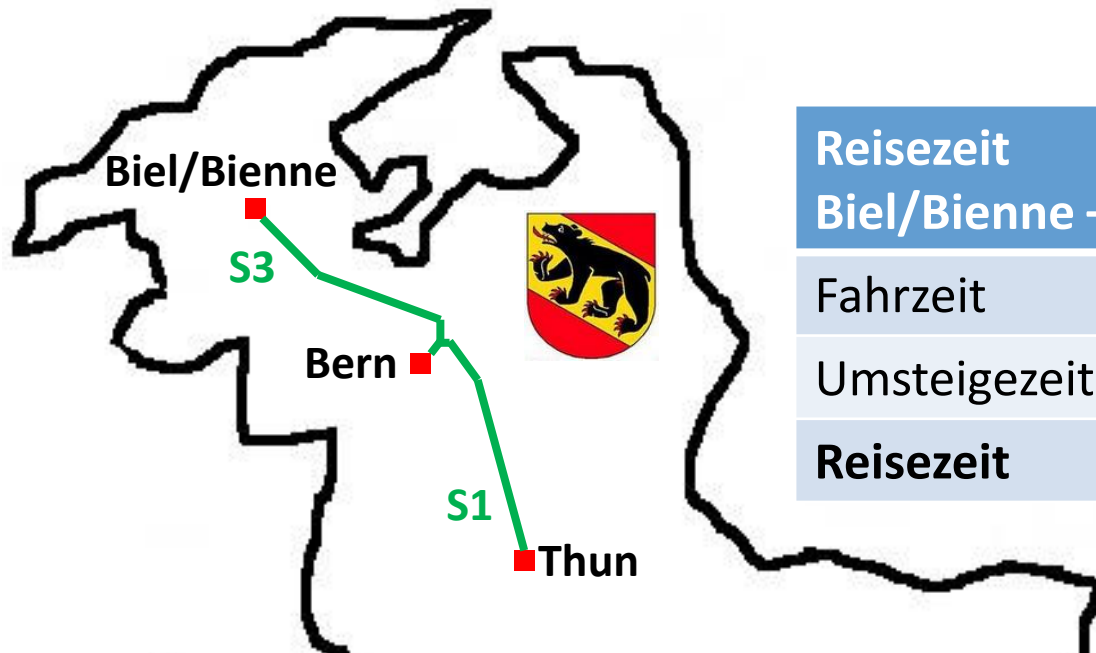 Biel/Bienne
S3
Bern
S1
Thun
Reisezeit
Biel/Bienne -
Fahrzeit
Umsteigezeit
Reisezeit